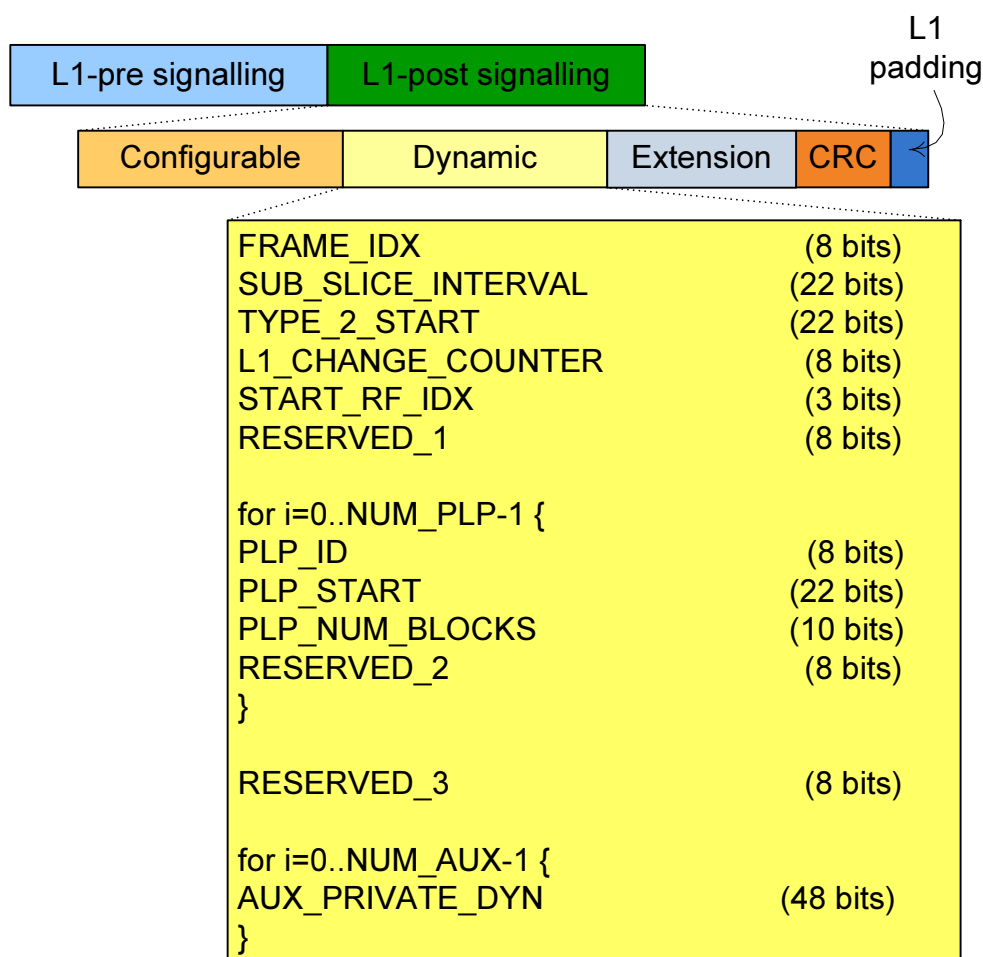 L1
padding
L1-pre signalling L1-post signalling
Configurable Dynamic Extension CRC
FRAME_IDX (8 bits)
SUB_SLICE_INTERVAL (22 bits)
TYPE_2_START (22 bits)
L1_CHANGE_COUNTER (8 bits)
START_RF_IDX (3 bits)
RESERVED_1 (8 bits)
for i=0..NUM_PLP-1 {
PLP_ID (8 bits)
PLP_START (22 bits)
PLP_NUM_BLOCKS (10 bits)
RESERVED_2 (8 bits)
}
RESERVED_3 (8 bits)
for i=0..NUM_AUX-1 {
AUX_PRIVATE_DYN (48 bits)
}